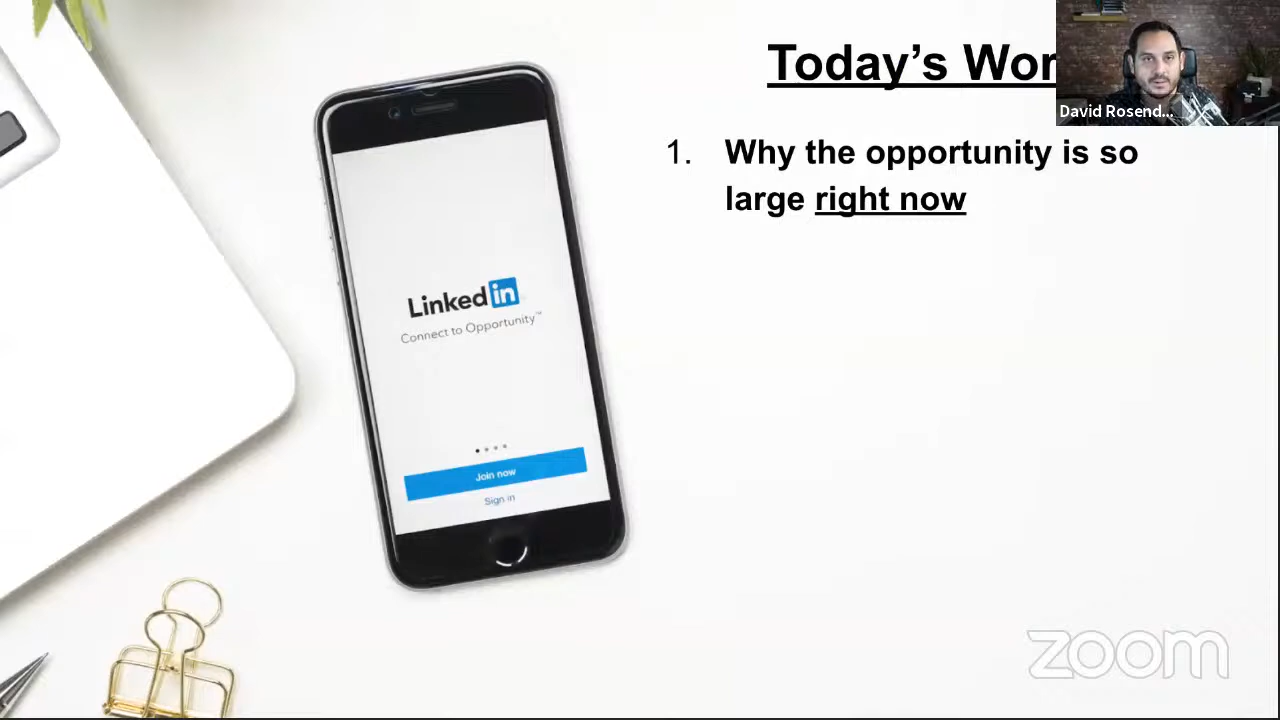 Today's Wor
David Rosend...
1. Why the opportunity is so
large right now
Linkedin
Connect to Opportunity™
Join now
Sign in
zoom